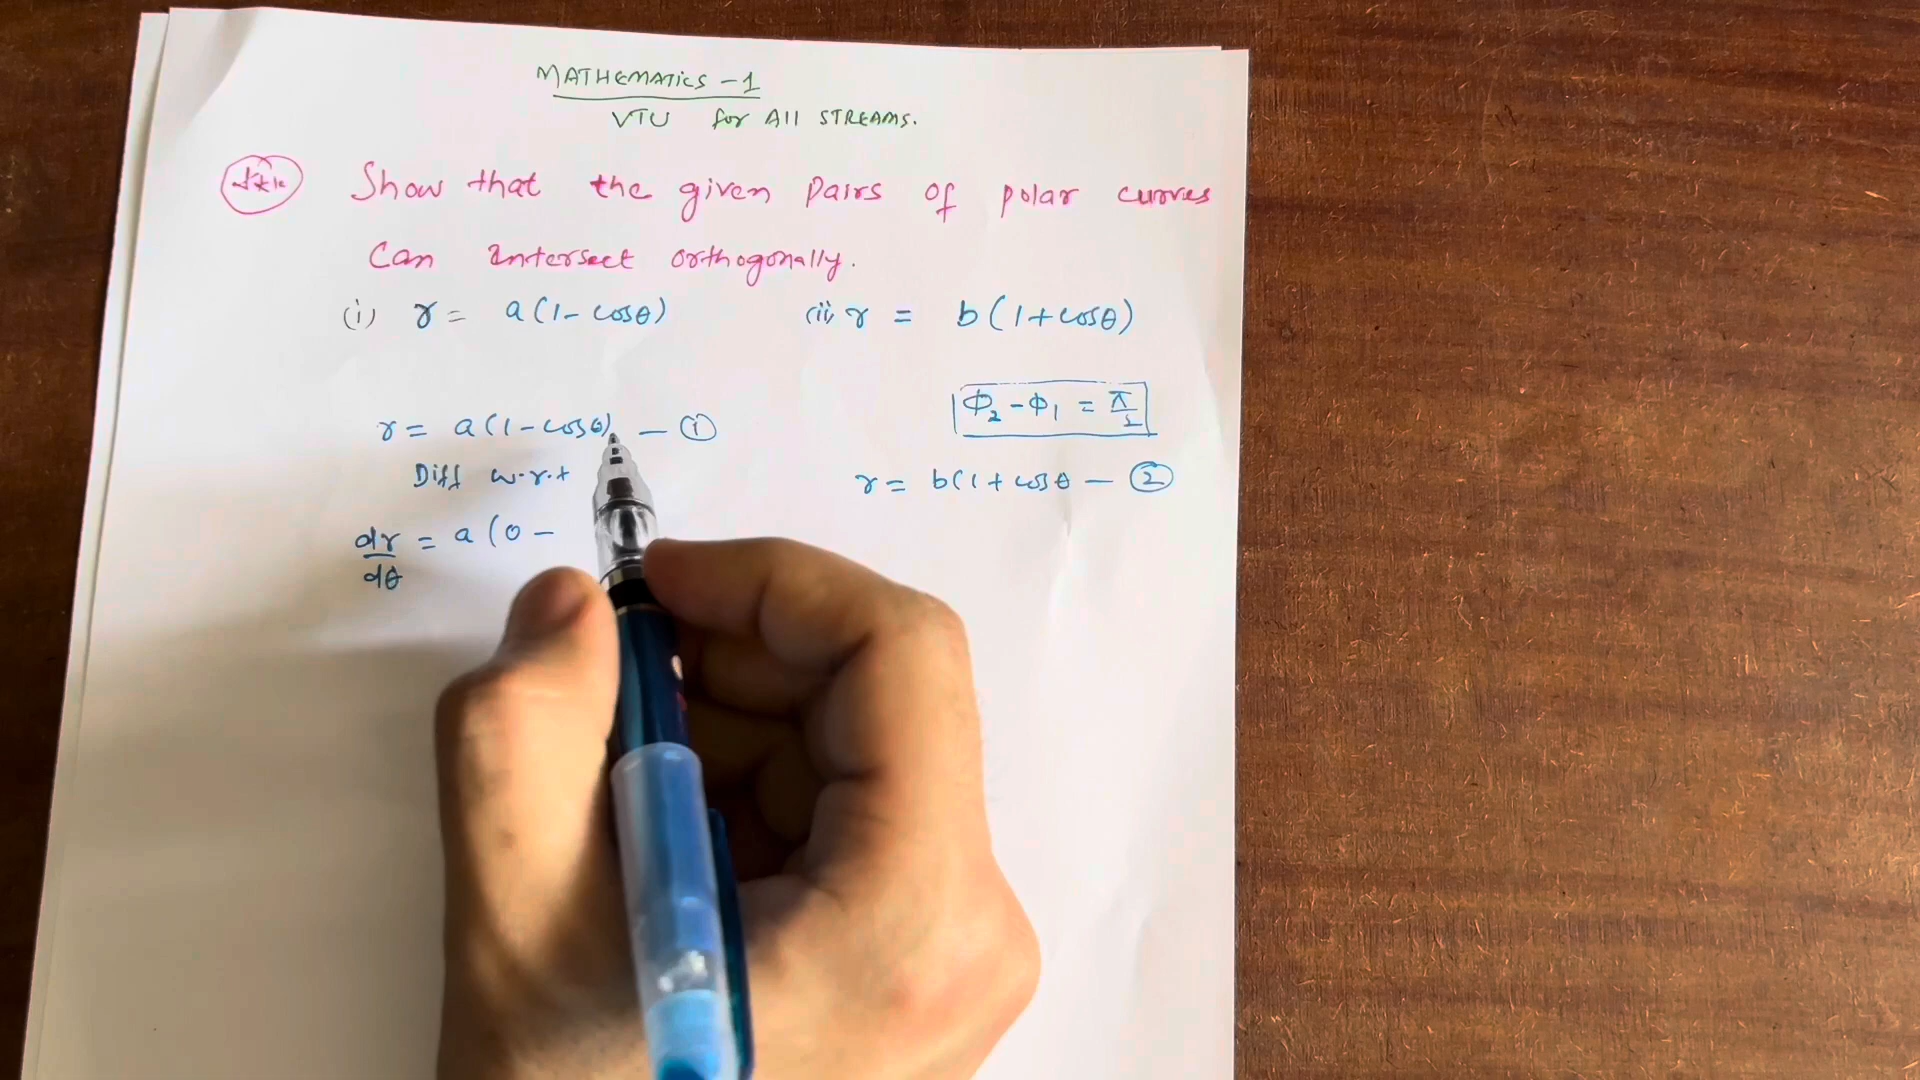 MATHEMATICS - 1
VTU for All STREAMS.
Show that the given Pairs of polar curves
Can intersect orthogonally.
(i) r = a(1 - cosθ) (ii) r = b(1+cosθ)
ϕ₂ - ϕ₁ = π/2
r = a(1 - cosθ) — ①
Diff w.r.t
r = b(1 + cosθ — ②
dr/dθ = a(0 -